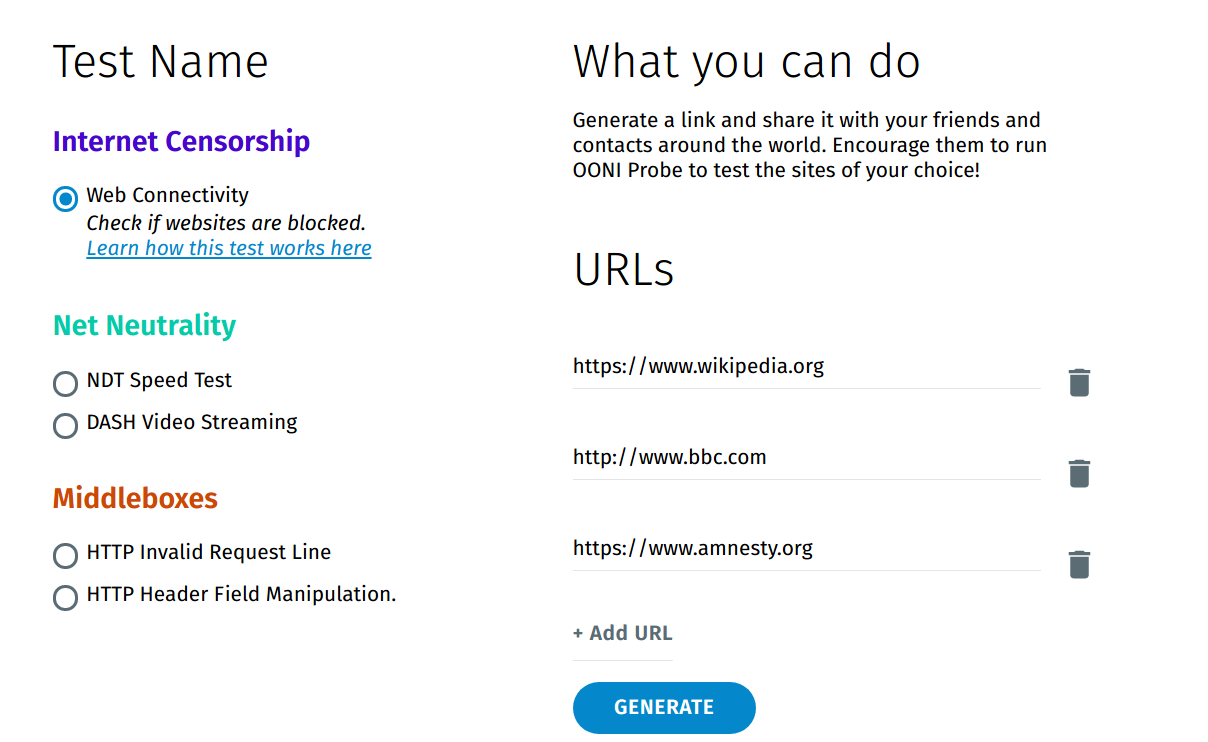 Test Name
Internet Censorship
Web Connectivity
Check if websites are blocked.
Learn how this test works here
Net Neutrality
NDT Speed Test
DASH Video Streaming
Middleboxes
HTTP Invalid Request Line
HTTP Header Field Manipulation.
What you can do
Generate a link and share it with your friends and
contacts around the world. Encourage them to run
OONI Probe to test the sites of your choice!
URLs
https://www.wikipedia.org
http://www.bbc.com
https://www.amnesty.org
+ Add URL
GENERATE